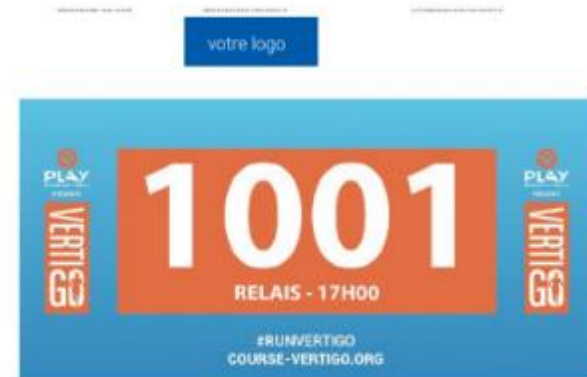 votre logo
PLAY
VERTIGO
1001
RELAIS - 17H00
PLAY
VERTIGO
#RUNVERTIGO
COURSE-VERTIGO.ORG